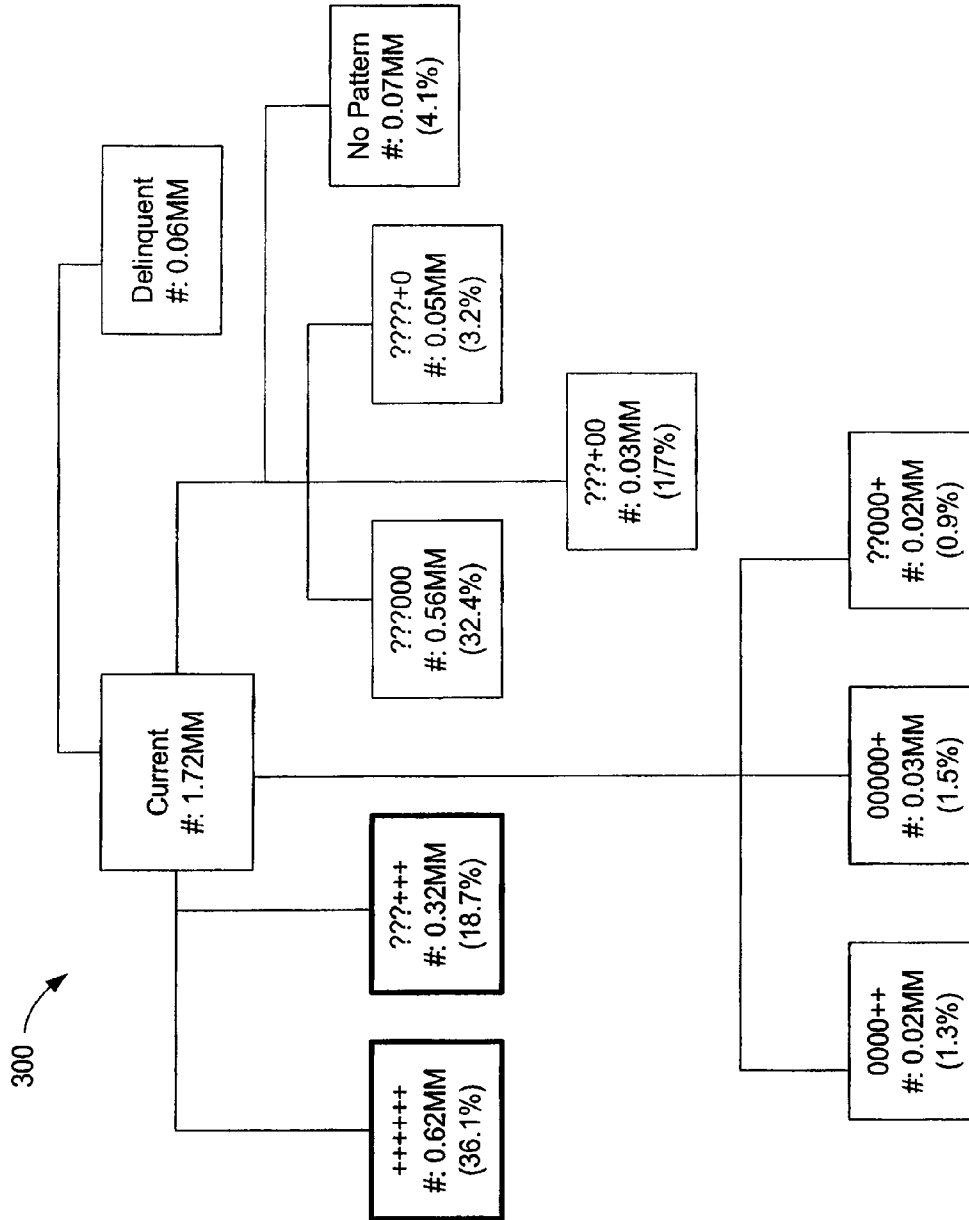 300
Current
#: 1.72MM
Delinquent
#: 0.06MM
++++++
#: 0.62MM
(36.1%)
???+++
#: 0.32MM
(18.7%)
???000
#: 0.56MM
(32.4%)
????+0
#: 0.05MM
(3.2%)
No Pattern
#: 0.07MM
(4.1%)
???+00
#: 0.03MM
(1/7%)
0000++
#: 0.02MM
(1.3%)
00000+
#: 0.03MM
(1.5%)
??000+
#: 0.02MM
(0.9%)